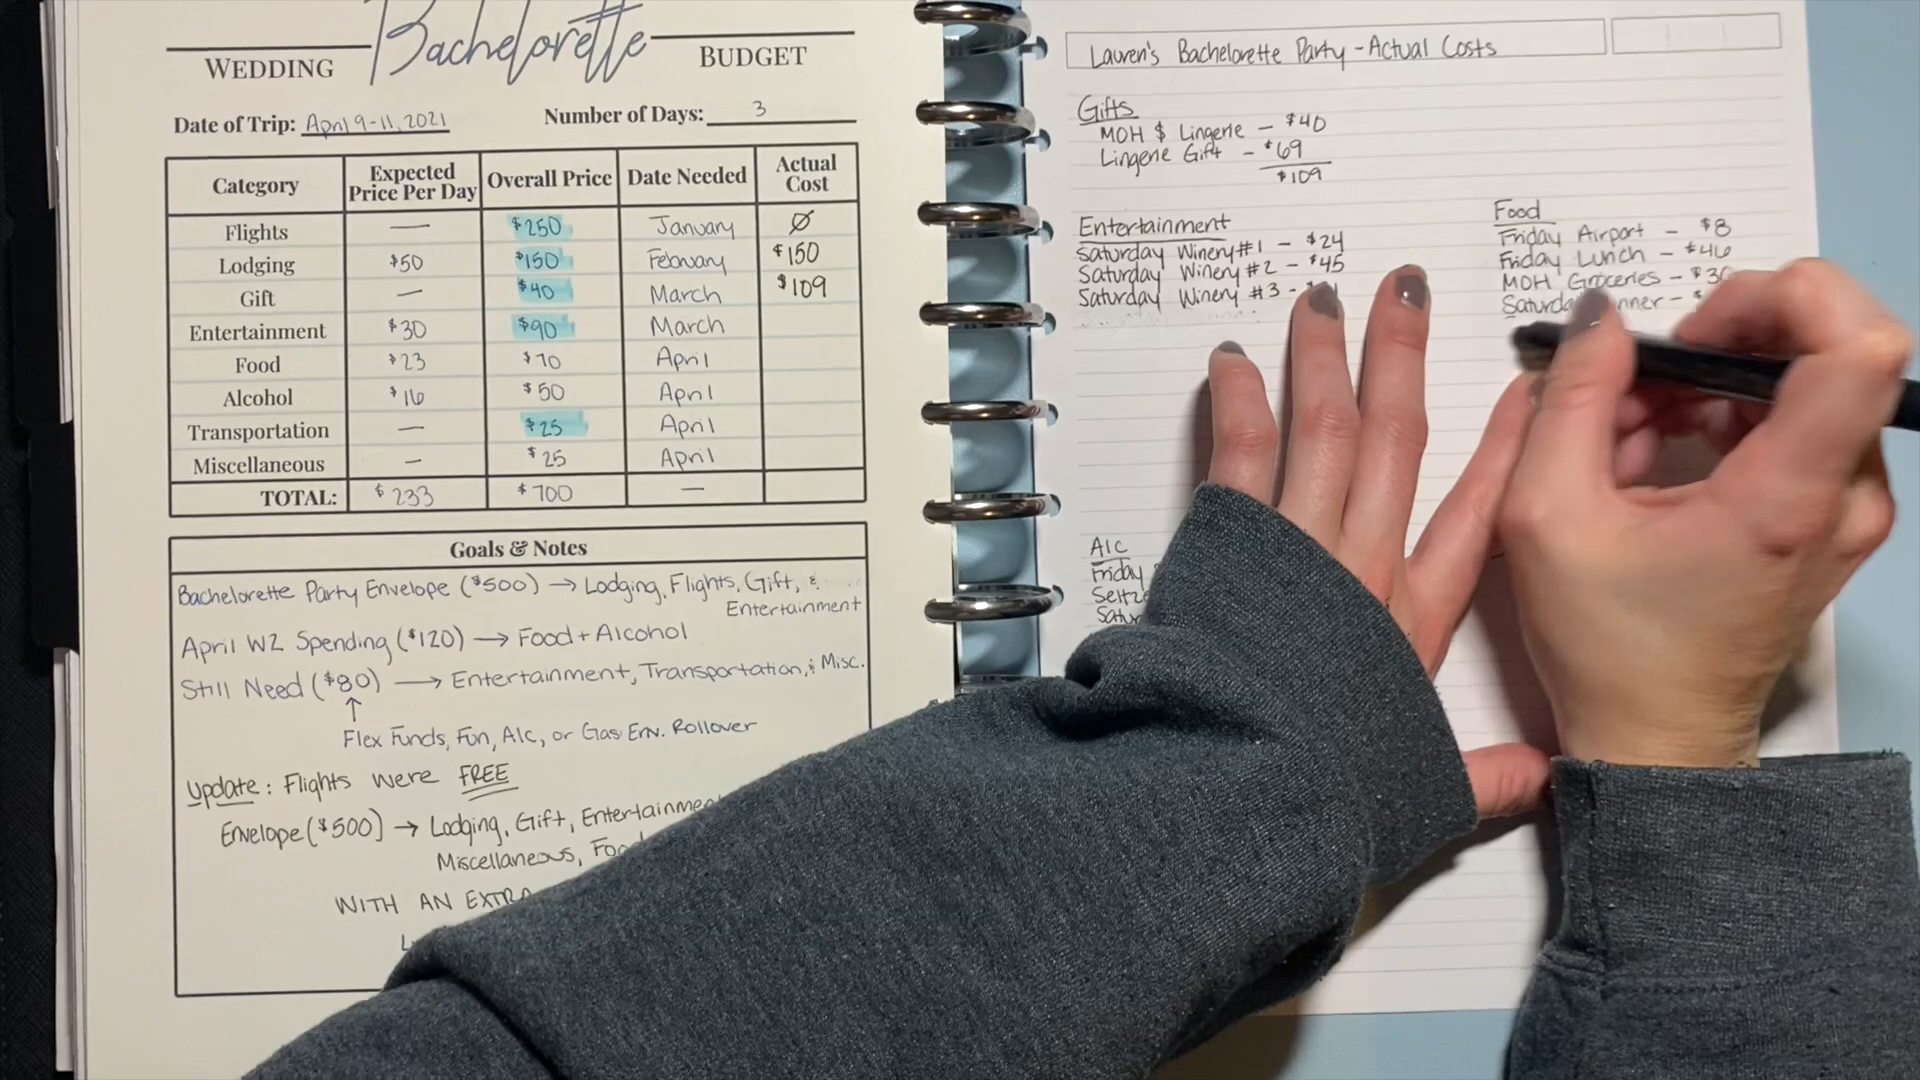 Bachelorette
WEDDING BUDGET
Date of Trip: April 9-11, 2021 Number of Days: 3
Category Expected Price Per Day Overall Price Date Needed Actual Cost
Flights — $250 January Ø
Lodging $50 $150 February $150
Gift — $40 March $109
Entertainment $30 $90 March
Food $23 $70 April
Alcohol $16 $50 April
Transportation — $25 April
Miscellaneous — $25 April
TOTAL: $233 $700 —
Goals & Notes
Bachelorette Party Envelope ($500) → Lodging, Flights, Gift, &
Entertainment
April W2 Spending ($120) → Food + Alcohol
Still Need ($80) → Entertainment, Transportation, & Misc.
↑
Flex Funds, Fun, Alc, or Gas Env. Rollover
Update: Flights were FREE
Envelope ($500) → Lodging, Gift,
Miscellaneous,
WITH AN
Lauren's Bachelorette Party - Actual Costs
Gifts
MOH $ Lingerie - $40
Lingerie Gift - $69
$109
Entertainment
Saturday Winery #1 - $24
Saturday Winery #2 - $45
Saturday Winery #3 -
Food
Friday Airport - $8
Friday Lunch - $46
MOH Groceries -
Alc
Friday